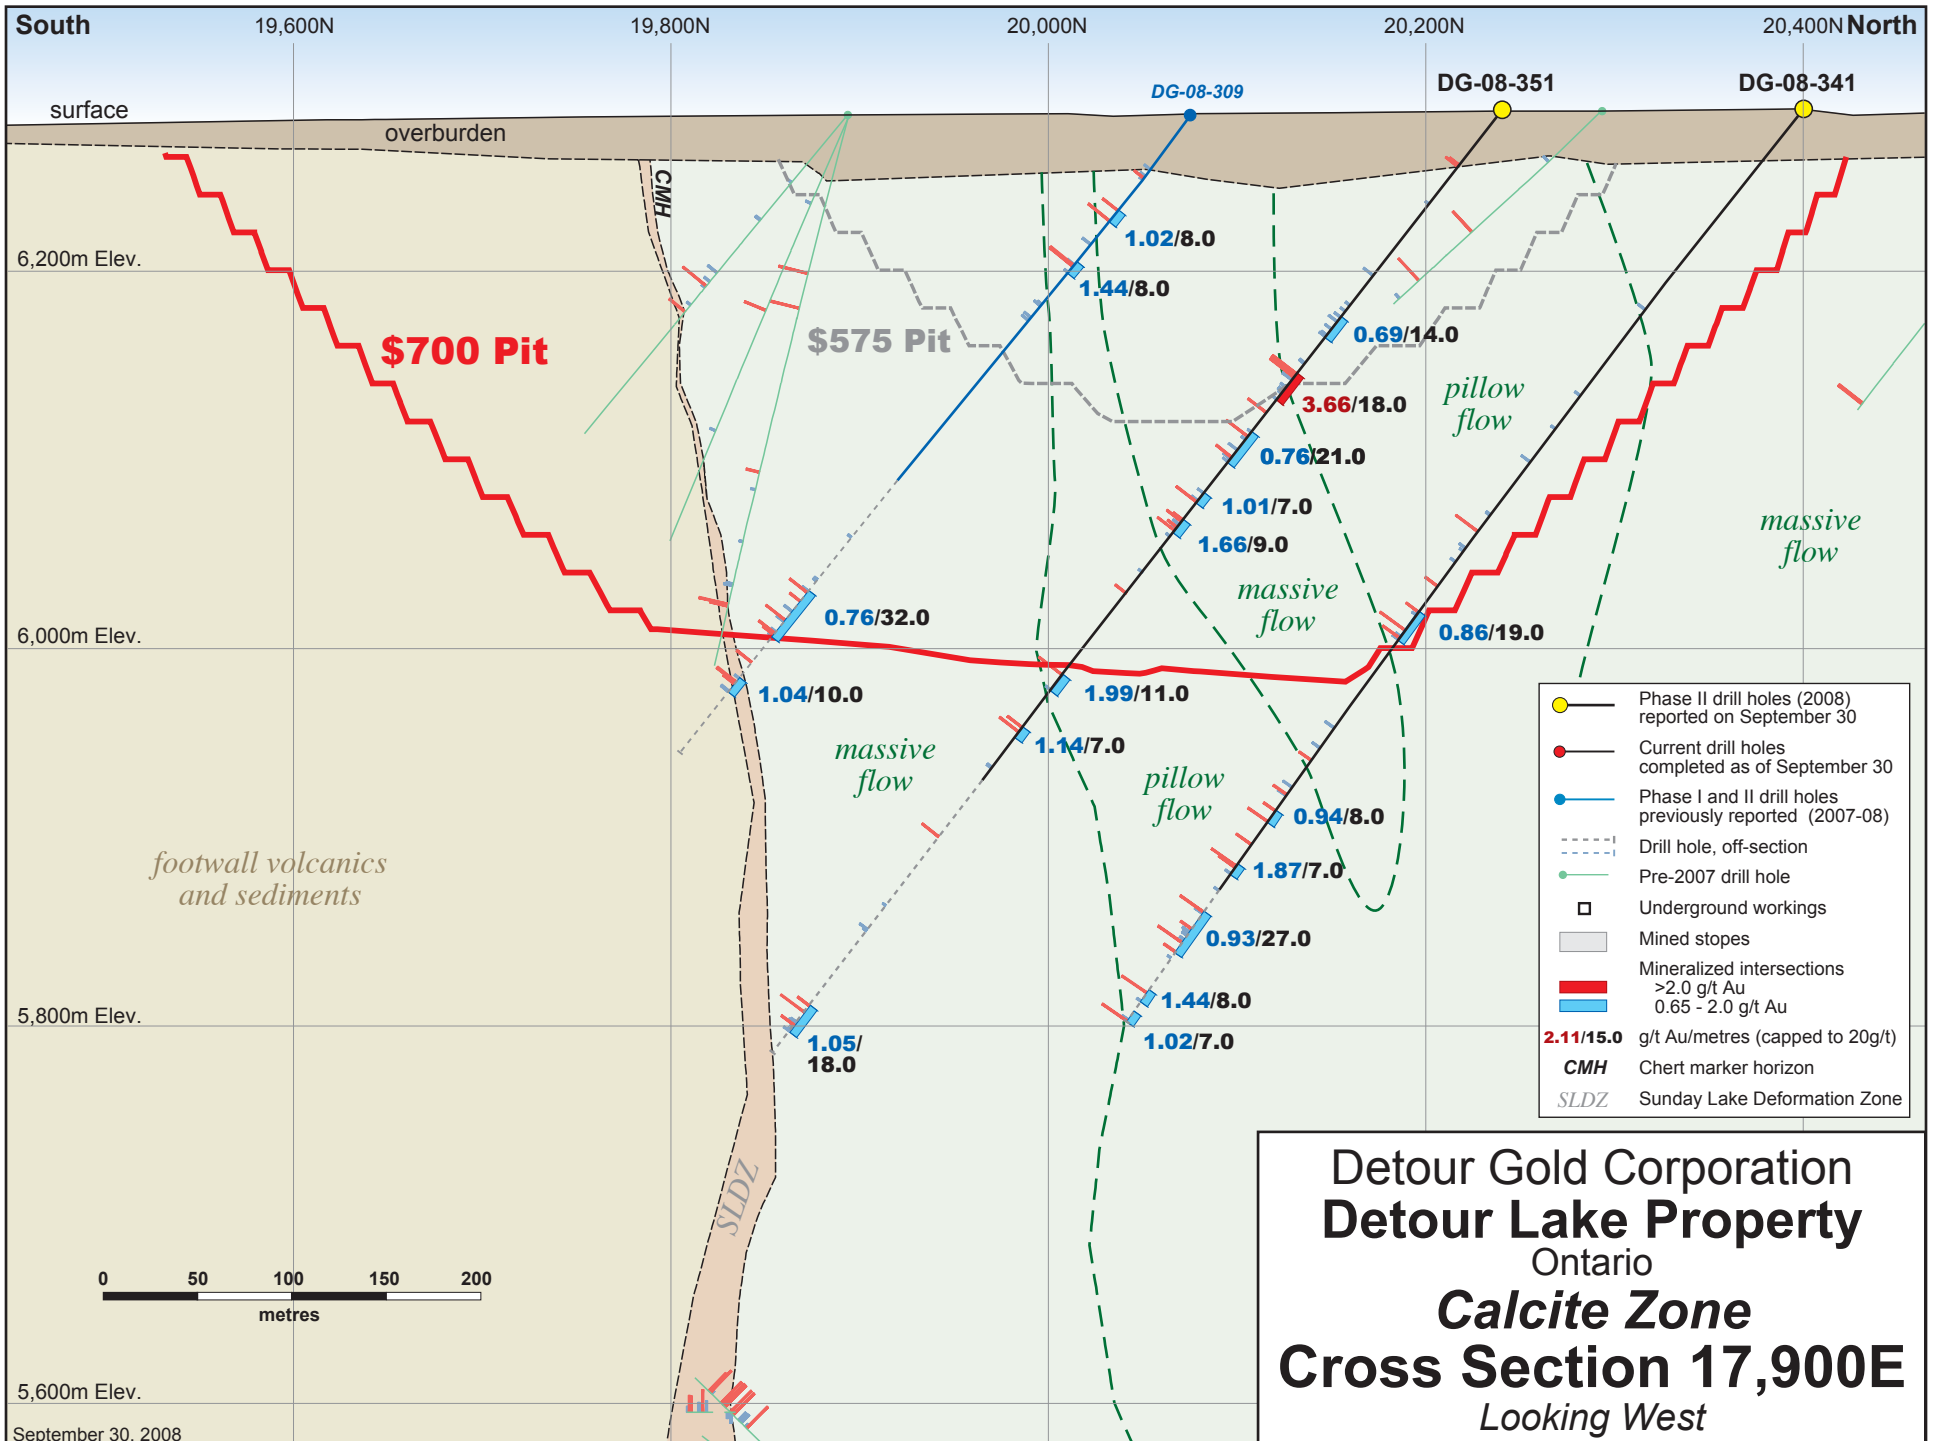 South
19,600N
19,800N
20,000N
20,200N
20,400N
North
DG-08-309
DG-08-351
DG-08-341
surface
overburden
CMH
6,200m Elev.
1.02/8.0
1.44/8.0
$700 Pit
$575 Pit
0.69/14.0
pillow
flow
3.66/18.0
0.76/21.0
1.01/7.0
1.66/9.0
massive
flow
massive
flow
0.76/32.0
0.86/19.0
6,000m Elev.
1.04/10.0
1.99/11.0
1.14/7.0
massive
flow
pillow
flow
0.94/8.0
footwall volcanics
and sediments
1.87/7.0
0.93/27.0
1.44/8.0
5,800m Elev.
1.05/
18.0
1.02/7.0
Phase II drill holes (2008)
reported on September 30
Current drill holes
completed as of September 30
Phase I and II drill holes
previously reported (2007-08)
Drill hole, off-section
Pre-2007 drill hole
Underground workings
Mined stopes
Mineralized intersections
>2.0 g/t Au
0.65 - 2.0 g/t Au
2.11/15.0 g/t Au/metres (capped to 20g/t)
CMH Chert marker horizon
SLDZ Sunday Lake Deformation Zone
SLDZ
0 50 100 150 200
metres
Detour Gold Corporation
Detour Lake Property
Ontario
Calcite Zone
Cross Section 17,900E
Looking West
5,600m Elev.
September 30, 2008